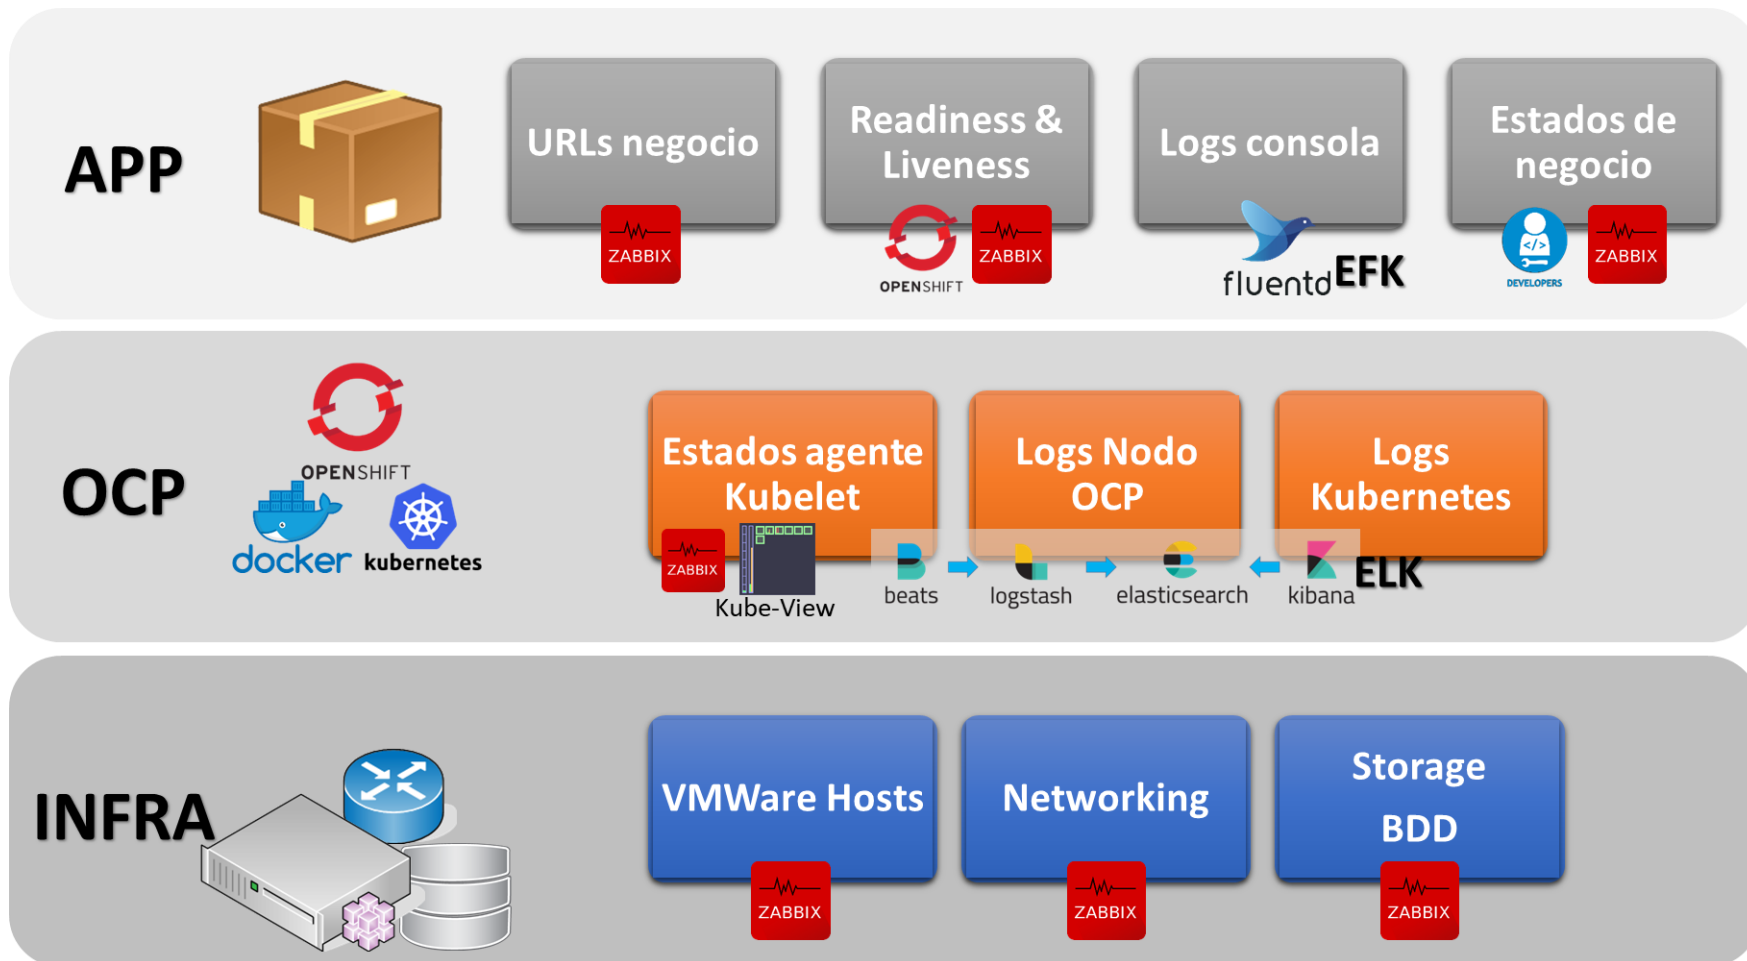 APP
URLs negocio
ZABBIX
Readiness &
Liveness
OPENSHIFT
ZABBIX
Logs consola
fluentd
EFK
Estados de
negocio
DEVELOPERS
ZABBIX
OCP
OPENSHIFT
docker
kubernetes
Estados agente
Kubelet
ZABBIX
Kube-View
Logs Nodo
OCP
Logs
Kubernetes
beats
logstash
elasticsearch
kibana
ELK
INFRA
VMWare Hosts
ZABBIX
Networking
ZABBIX
Storage
BDD
ZABBIX